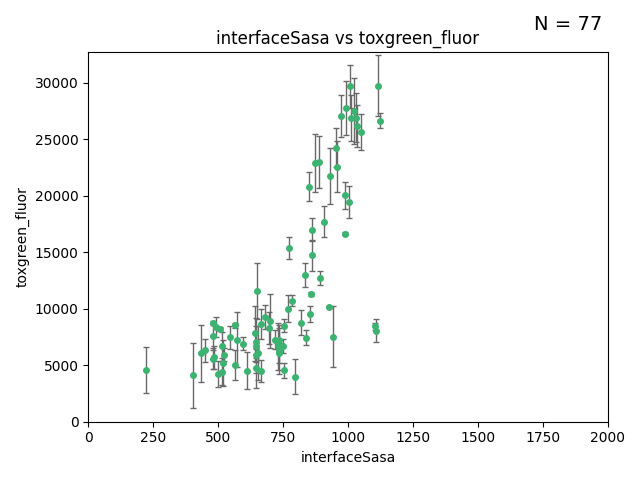 N = 77
interfaceSasa vs toxgreen_fluor
30000
25000
20000
15000
10000
5000
0
toxgreen_fluor
0 250 500 750 1000 1250 1500 1750 2000
interfaceSasa